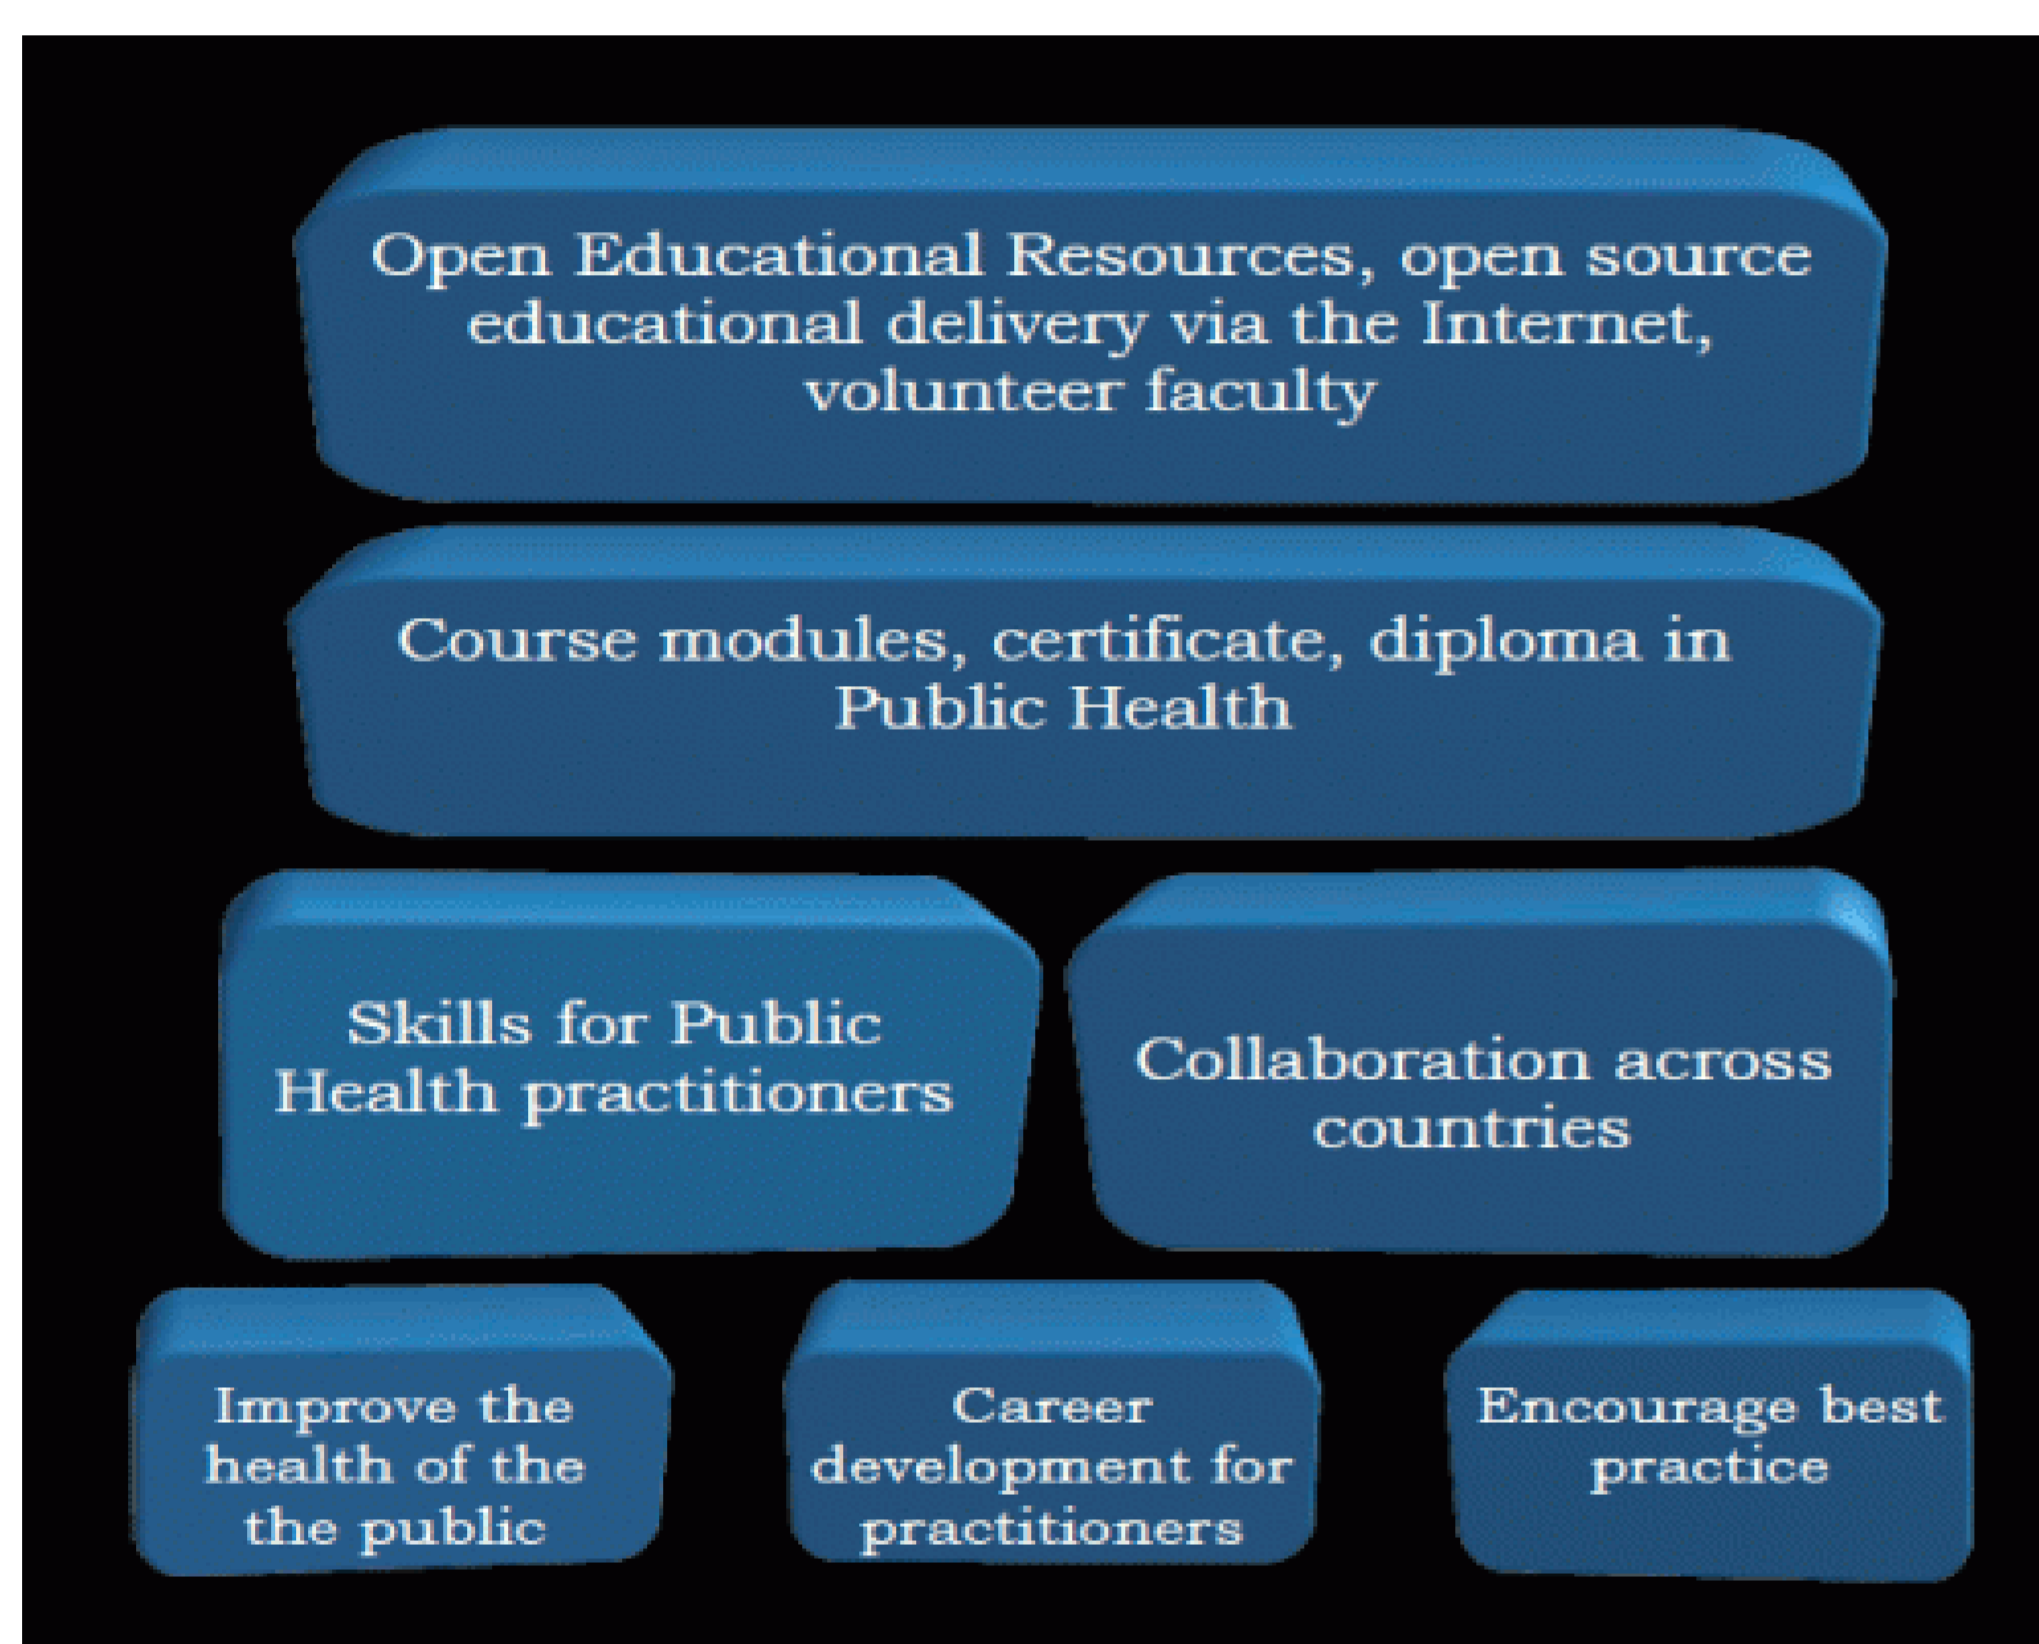 Open Educational Resources, open source
educational delivery via the Internet,
volunteer faculty
Course modules, certificate, diploma in
Public Health
Skills for Public
Health practitioners
Collaboration across
countries
Improve the
health of the
the public
Career
development for
practitioners
Encourage best
practice